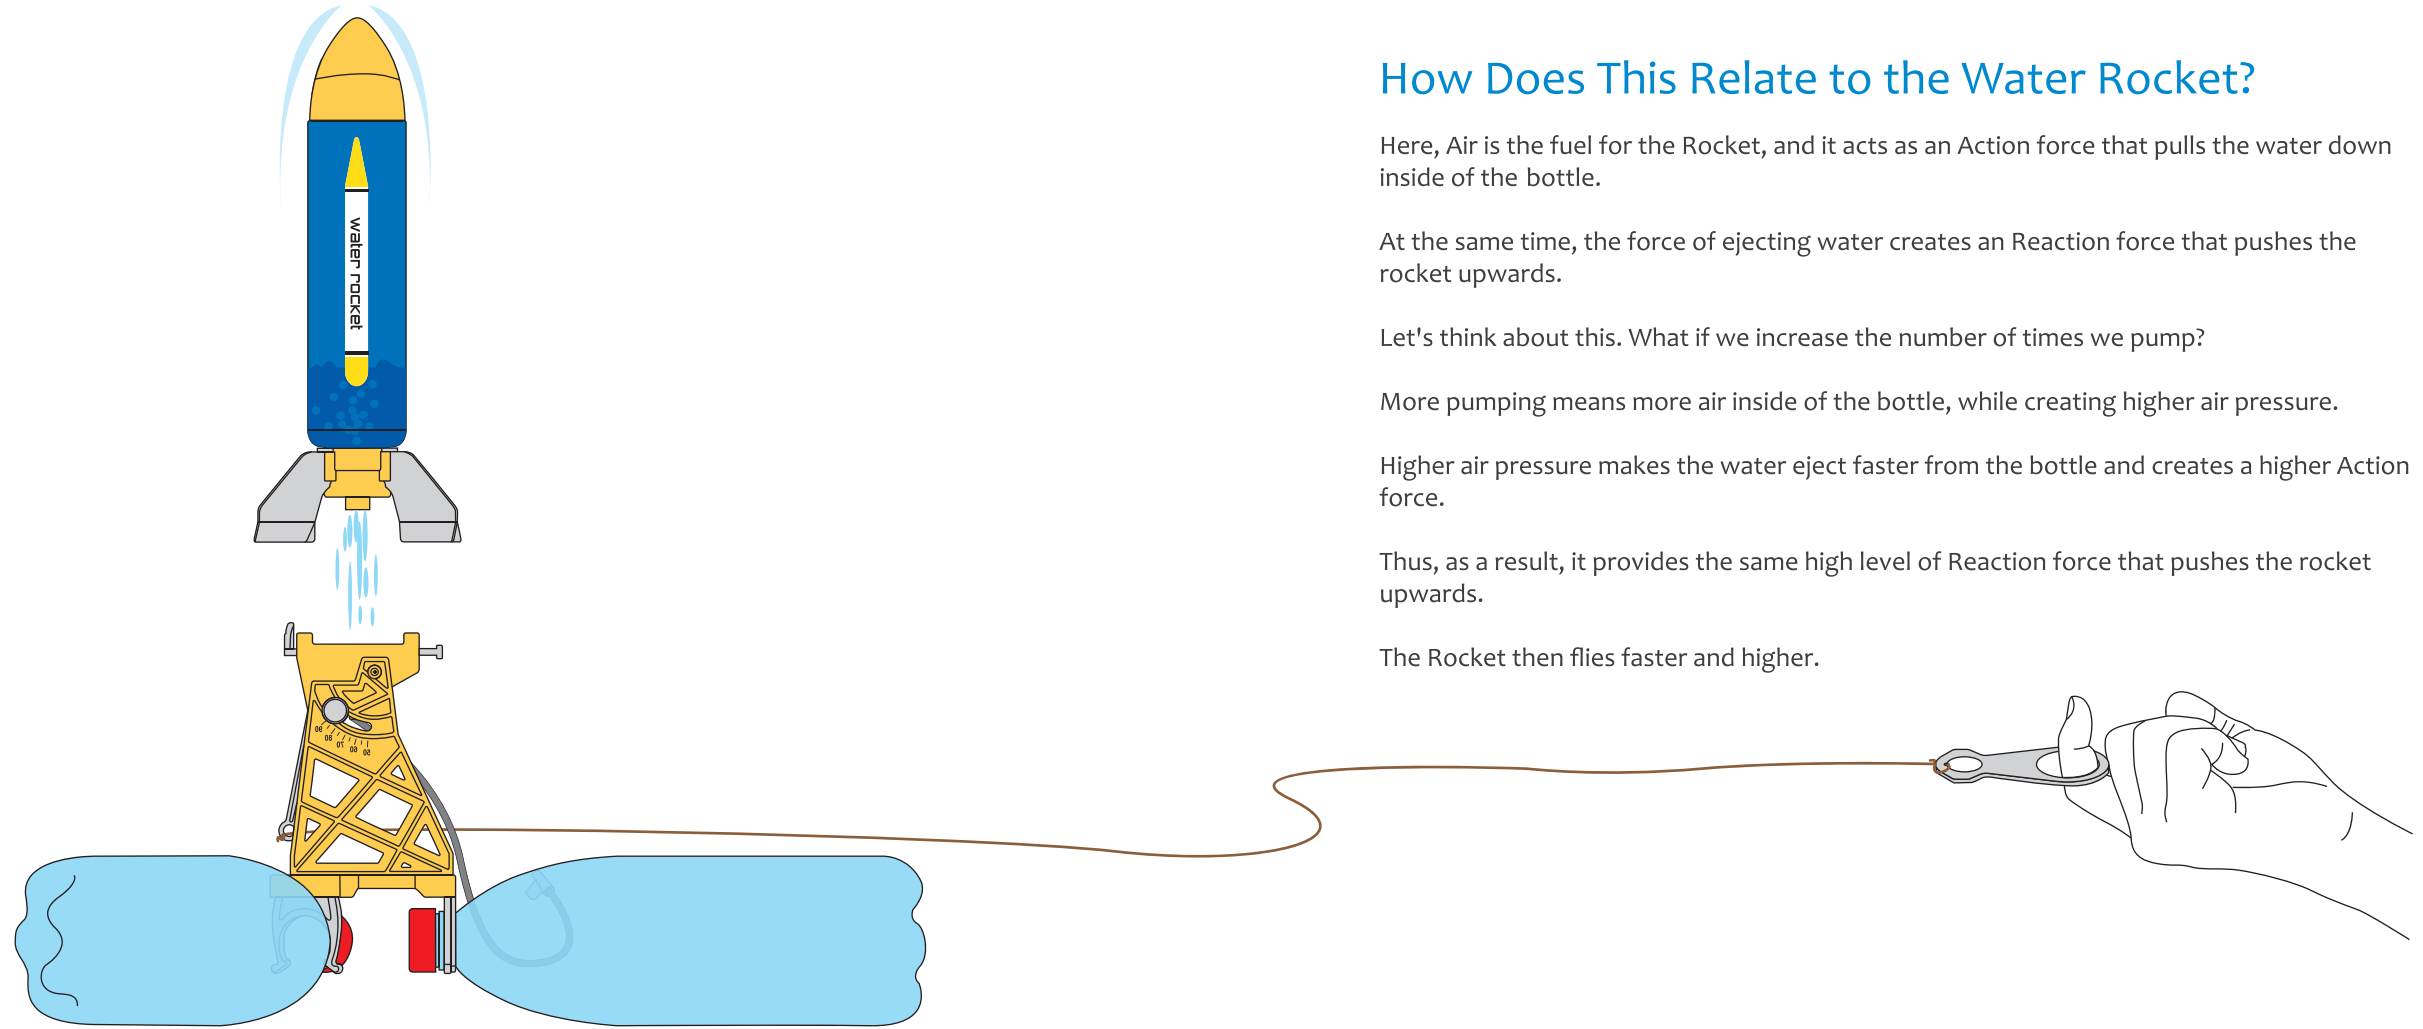 How Does This Relate to the Water Rocket?
Here, Air is the fuel for the Rocket, and it acts as an Action force that pulls the water down
inside of the bottle.
At the same time, the force of ejecting water creates an Reaction force that pushes the
rocket upwards.
Let's think about this. What if we increase the number of times we pump?
More pumping means more air inside of the bottle, while creating higher air pressure.
Higher air pressure makes the water eject faster from the bottle and creates a higher Action
force.
Thus, as a result, it provides the same high level of Reaction force that pushes the rocket
upwards.
The Rocket then flies faster and higher.
water rocket
90 80 70 60 50